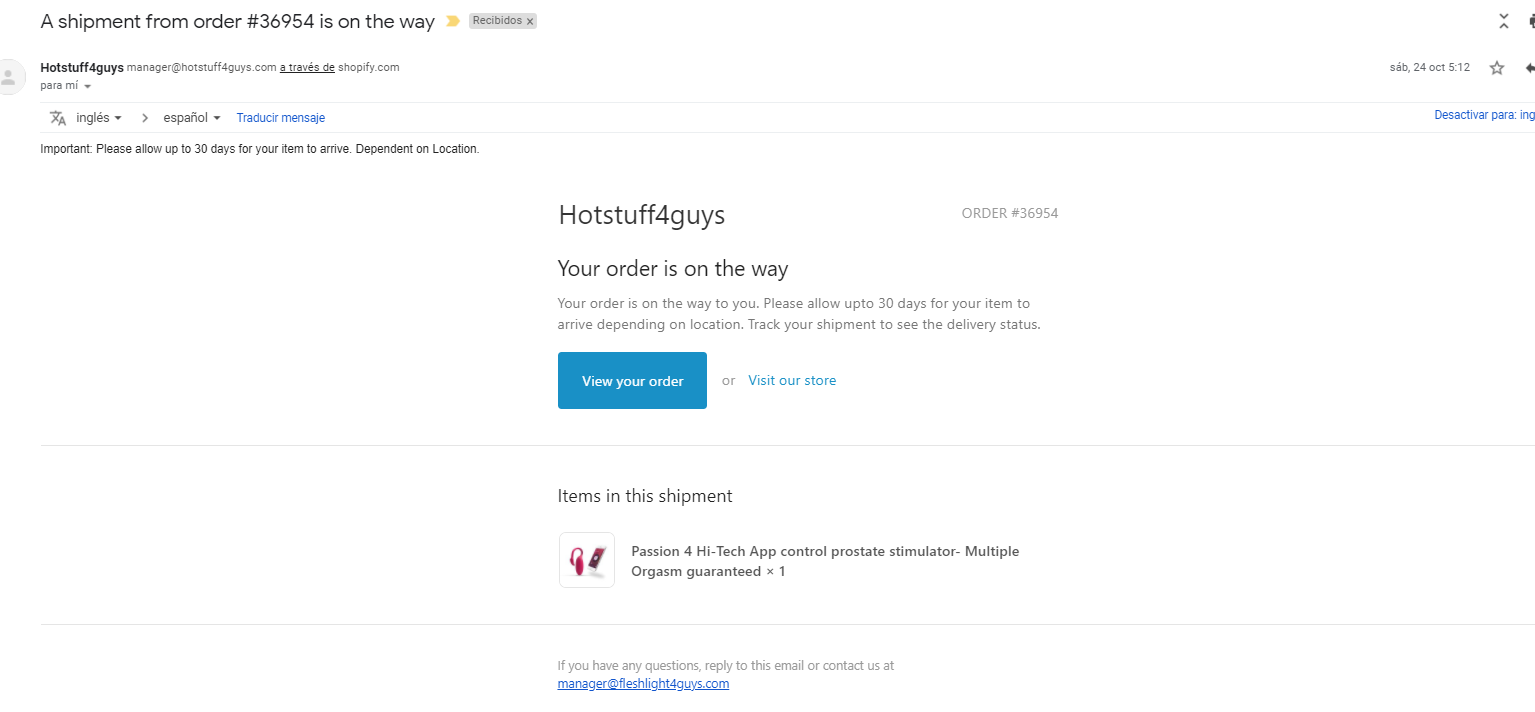 A shipment from order #36954 is on the way Recibidos x
Hotstuff4guys manager@hotstuff4guys.com a través de shopify.com sáb, 24 oct 5:12
para mí
inglés español Traducir mensaje Desactivar para: ing
Important: Please allow up to 30 days for your item to arrive. Dependent on Location.
Hotstuff4guys ORDER #36954
Your order is on the way
Your order is on the way to you. Please allow upto 30 days for your item to
arrive depending on location. Track your shipment to see the delivery status.
View your order or Visit our store
Items in this shipment
Passion 4 Hi-Tech App control prostate stimulator- Multiple
Orgasm guaranteed × 1
If you have any questions, reply to this email or contact us at
manager@fleshlight4guys.com